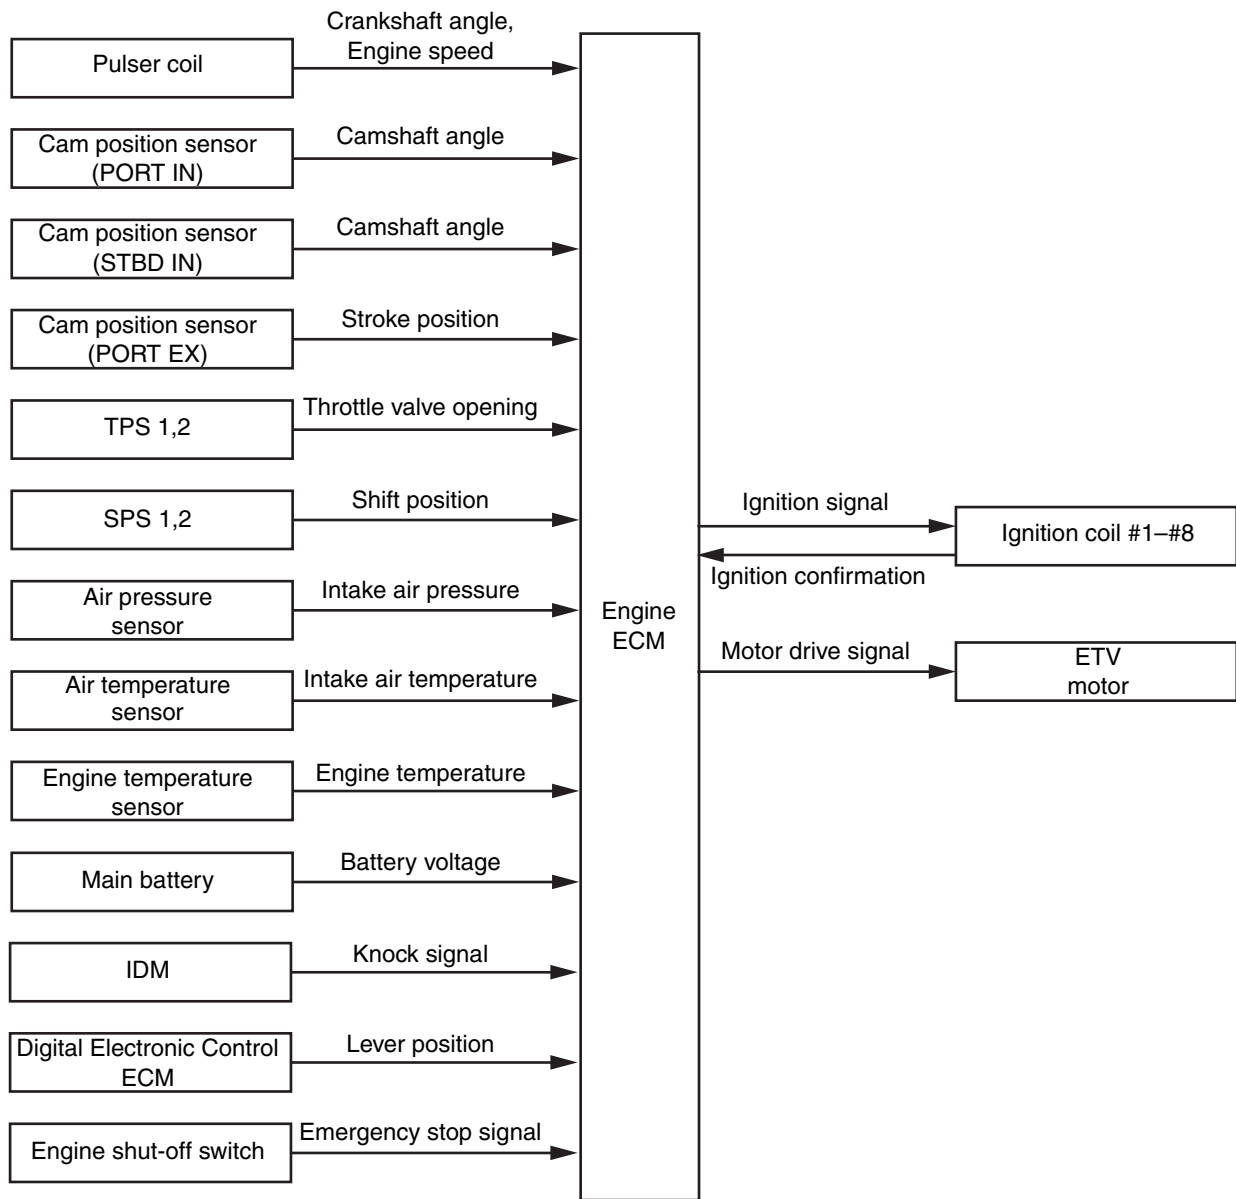 Crankshaft angle,
Engine speed
Pulser coil
Cam position sensor
(PORT IN)
Camshaft angle
Cam position sensor
(STBD IN)
Camshaft angle
Cam position sensor
(PORT EX)
Stroke position
TPS 1,2
Throttle valve opening
SPS 1,2
Shift position
Air pressure
sensor
Intake air pressure
Air temperature
sensor
Intake air temperature
Engine temperature
sensor
Engine temperature
Main battery
Battery voltage
IDM
Knock signal
Digital Electronic Control
ECM
Lever position
Engine shut-off switch
Emergency stop signal
Engine
ECM
Ignition signal
Ignition confirmation
Ignition coil #1–#8
Motor drive signal
ETV
motor